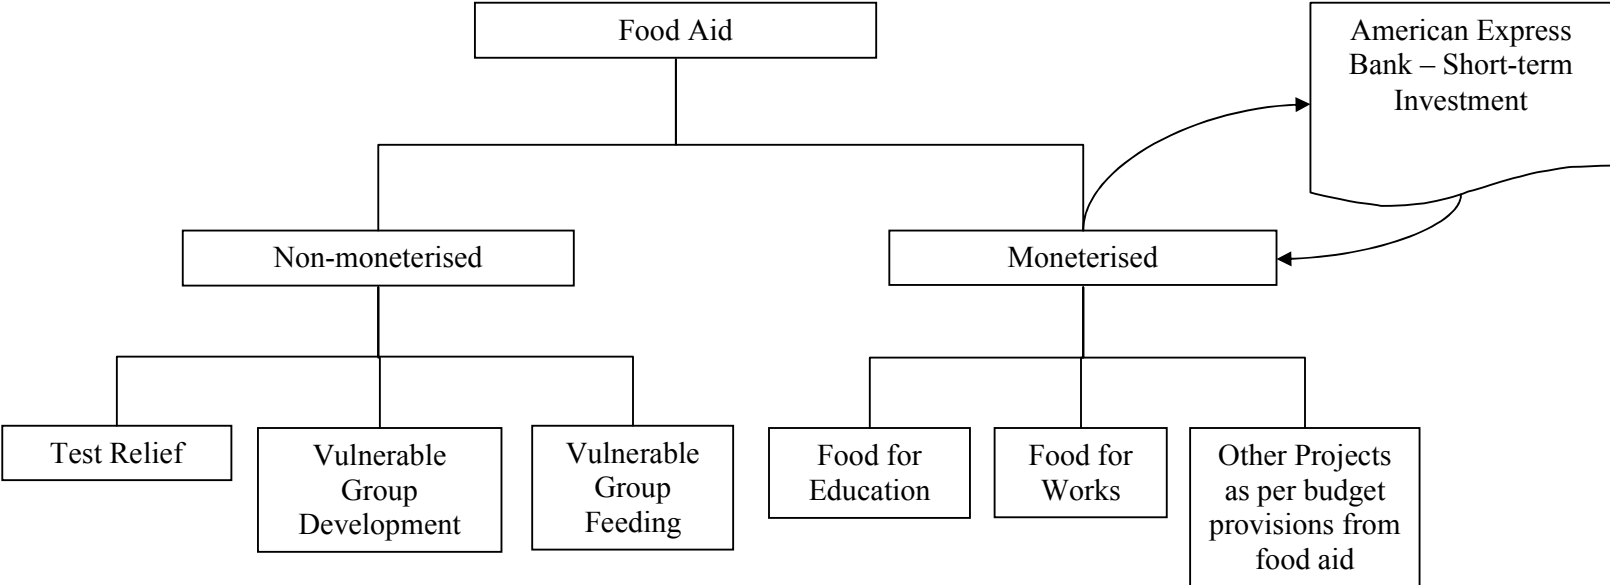 Food Aid
American Express
Bank – Short-term
Investment
Non-moneterised
Moneterised
Test Relief
Vulnerable
Group
Development
Vulnerable
Group
Feeding
Food for
Education
Food for
Works
Other Projects
as per budget
provisions from
food aid